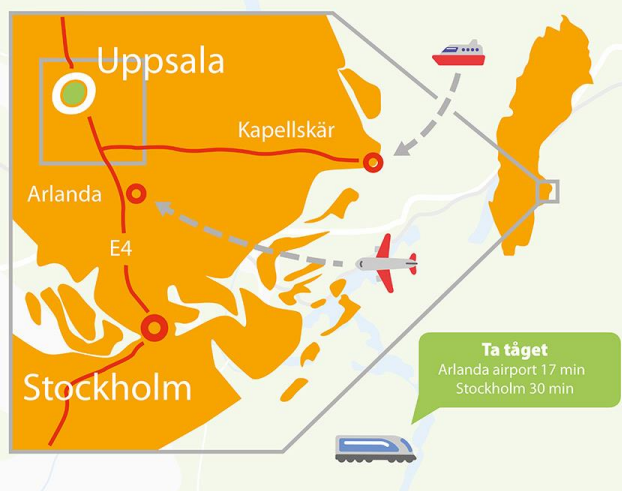 Uppsala
Kapellskär
Arlanda
E4
Stockholm
Ta tåget
Arlanda airport 17 min
Stockholm 30 min